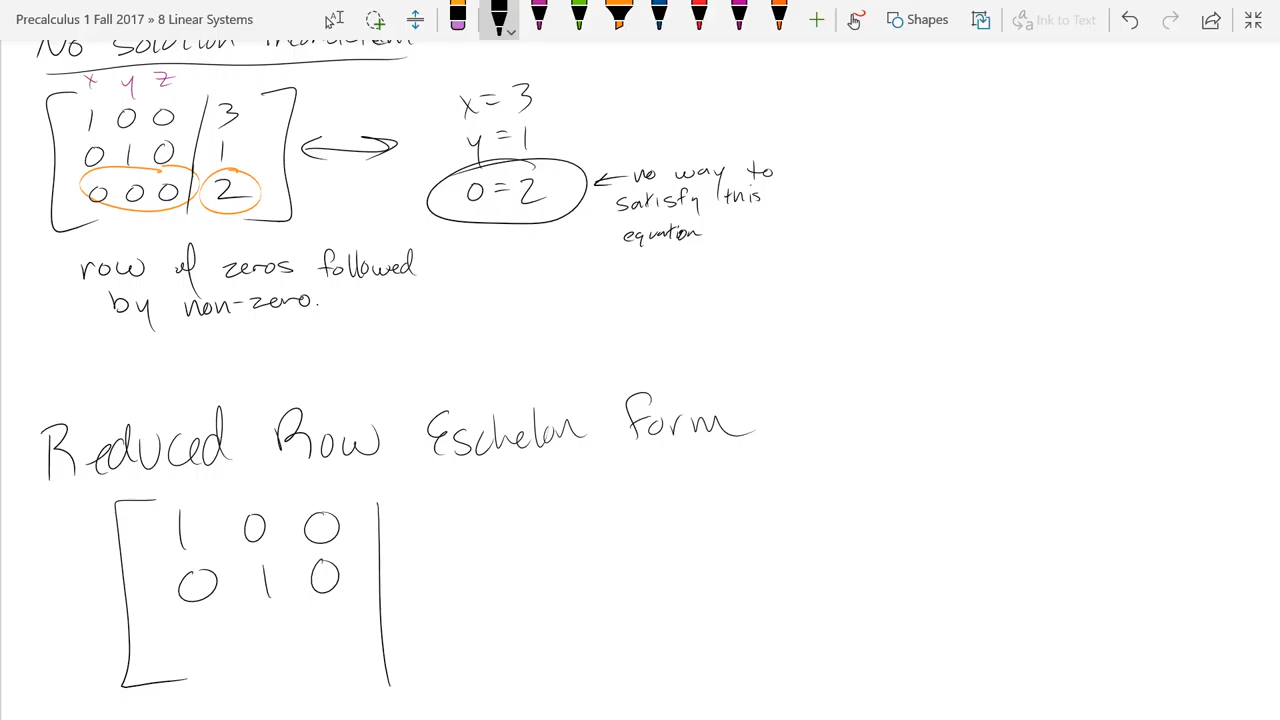 Precalculus 1 Fall 2017 » 8 Linear Systems
Shapes
Ink to Text
No Solution Inconsistent
x y z
1 0 0 | 3
0 1 0 | 1
0 0 0 | 2
x = 3
y = 1
0 = 2
← no way to
satisfy this
equation
row of zeros followed
by non-zero.
Reduced Row Eschelon Form
1 0 0
0 1 0